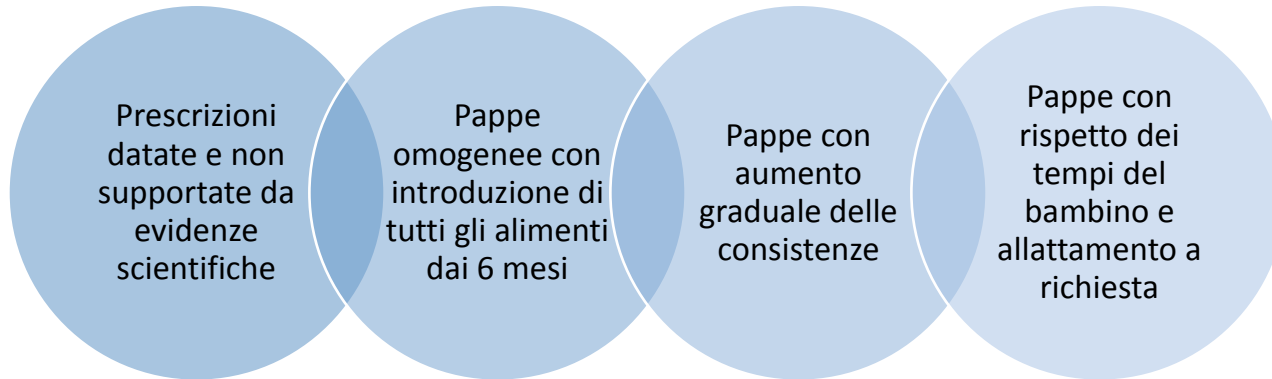 Prescrizioni
datate e non
supportate da
evidenze
scientifiche
Pappe
omogenee con
introduzione di
tutti gli alimenti
dai 6 mesi
Pappe con
aumento
graduale delle
consistenze
Pappe con
rispetto dei
tempi del
bambino e
allattamento a
richiesta